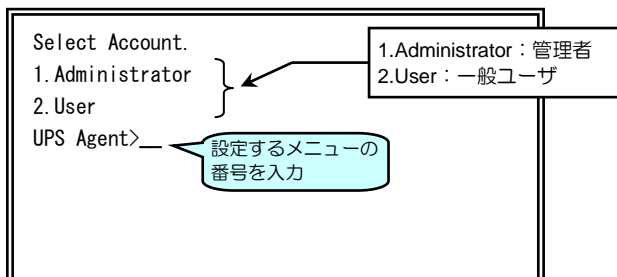 Select Account.
1.Administrator
2.User
UPS Agent>__
1.Administrator：管理者
2.User：一般ユーザ
設定するメニューの
番号を入力